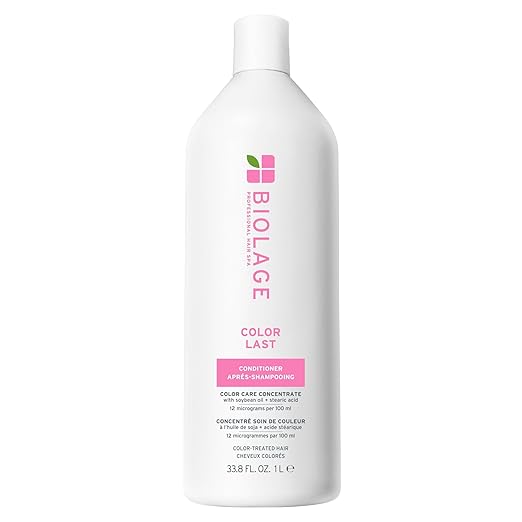 BIOLAGE
PROFESSIONAL HAIR SPA
COLOR
LAST
CONDITIONER
APRÈS-SHAMPOOING
COLOR CARE CONCENTRATE
with soybean oil + stearic acid
12 micrograms per 100 ml
CONCENTRÉ SOIN DE COULEUR
à l'huile de soja + acide stéarique
12 microgrammes par 100 ml
COLOR-TREATED HAIR
CHEVEUX COLORÉS
33.8 FL. OZ. 1 L ℮